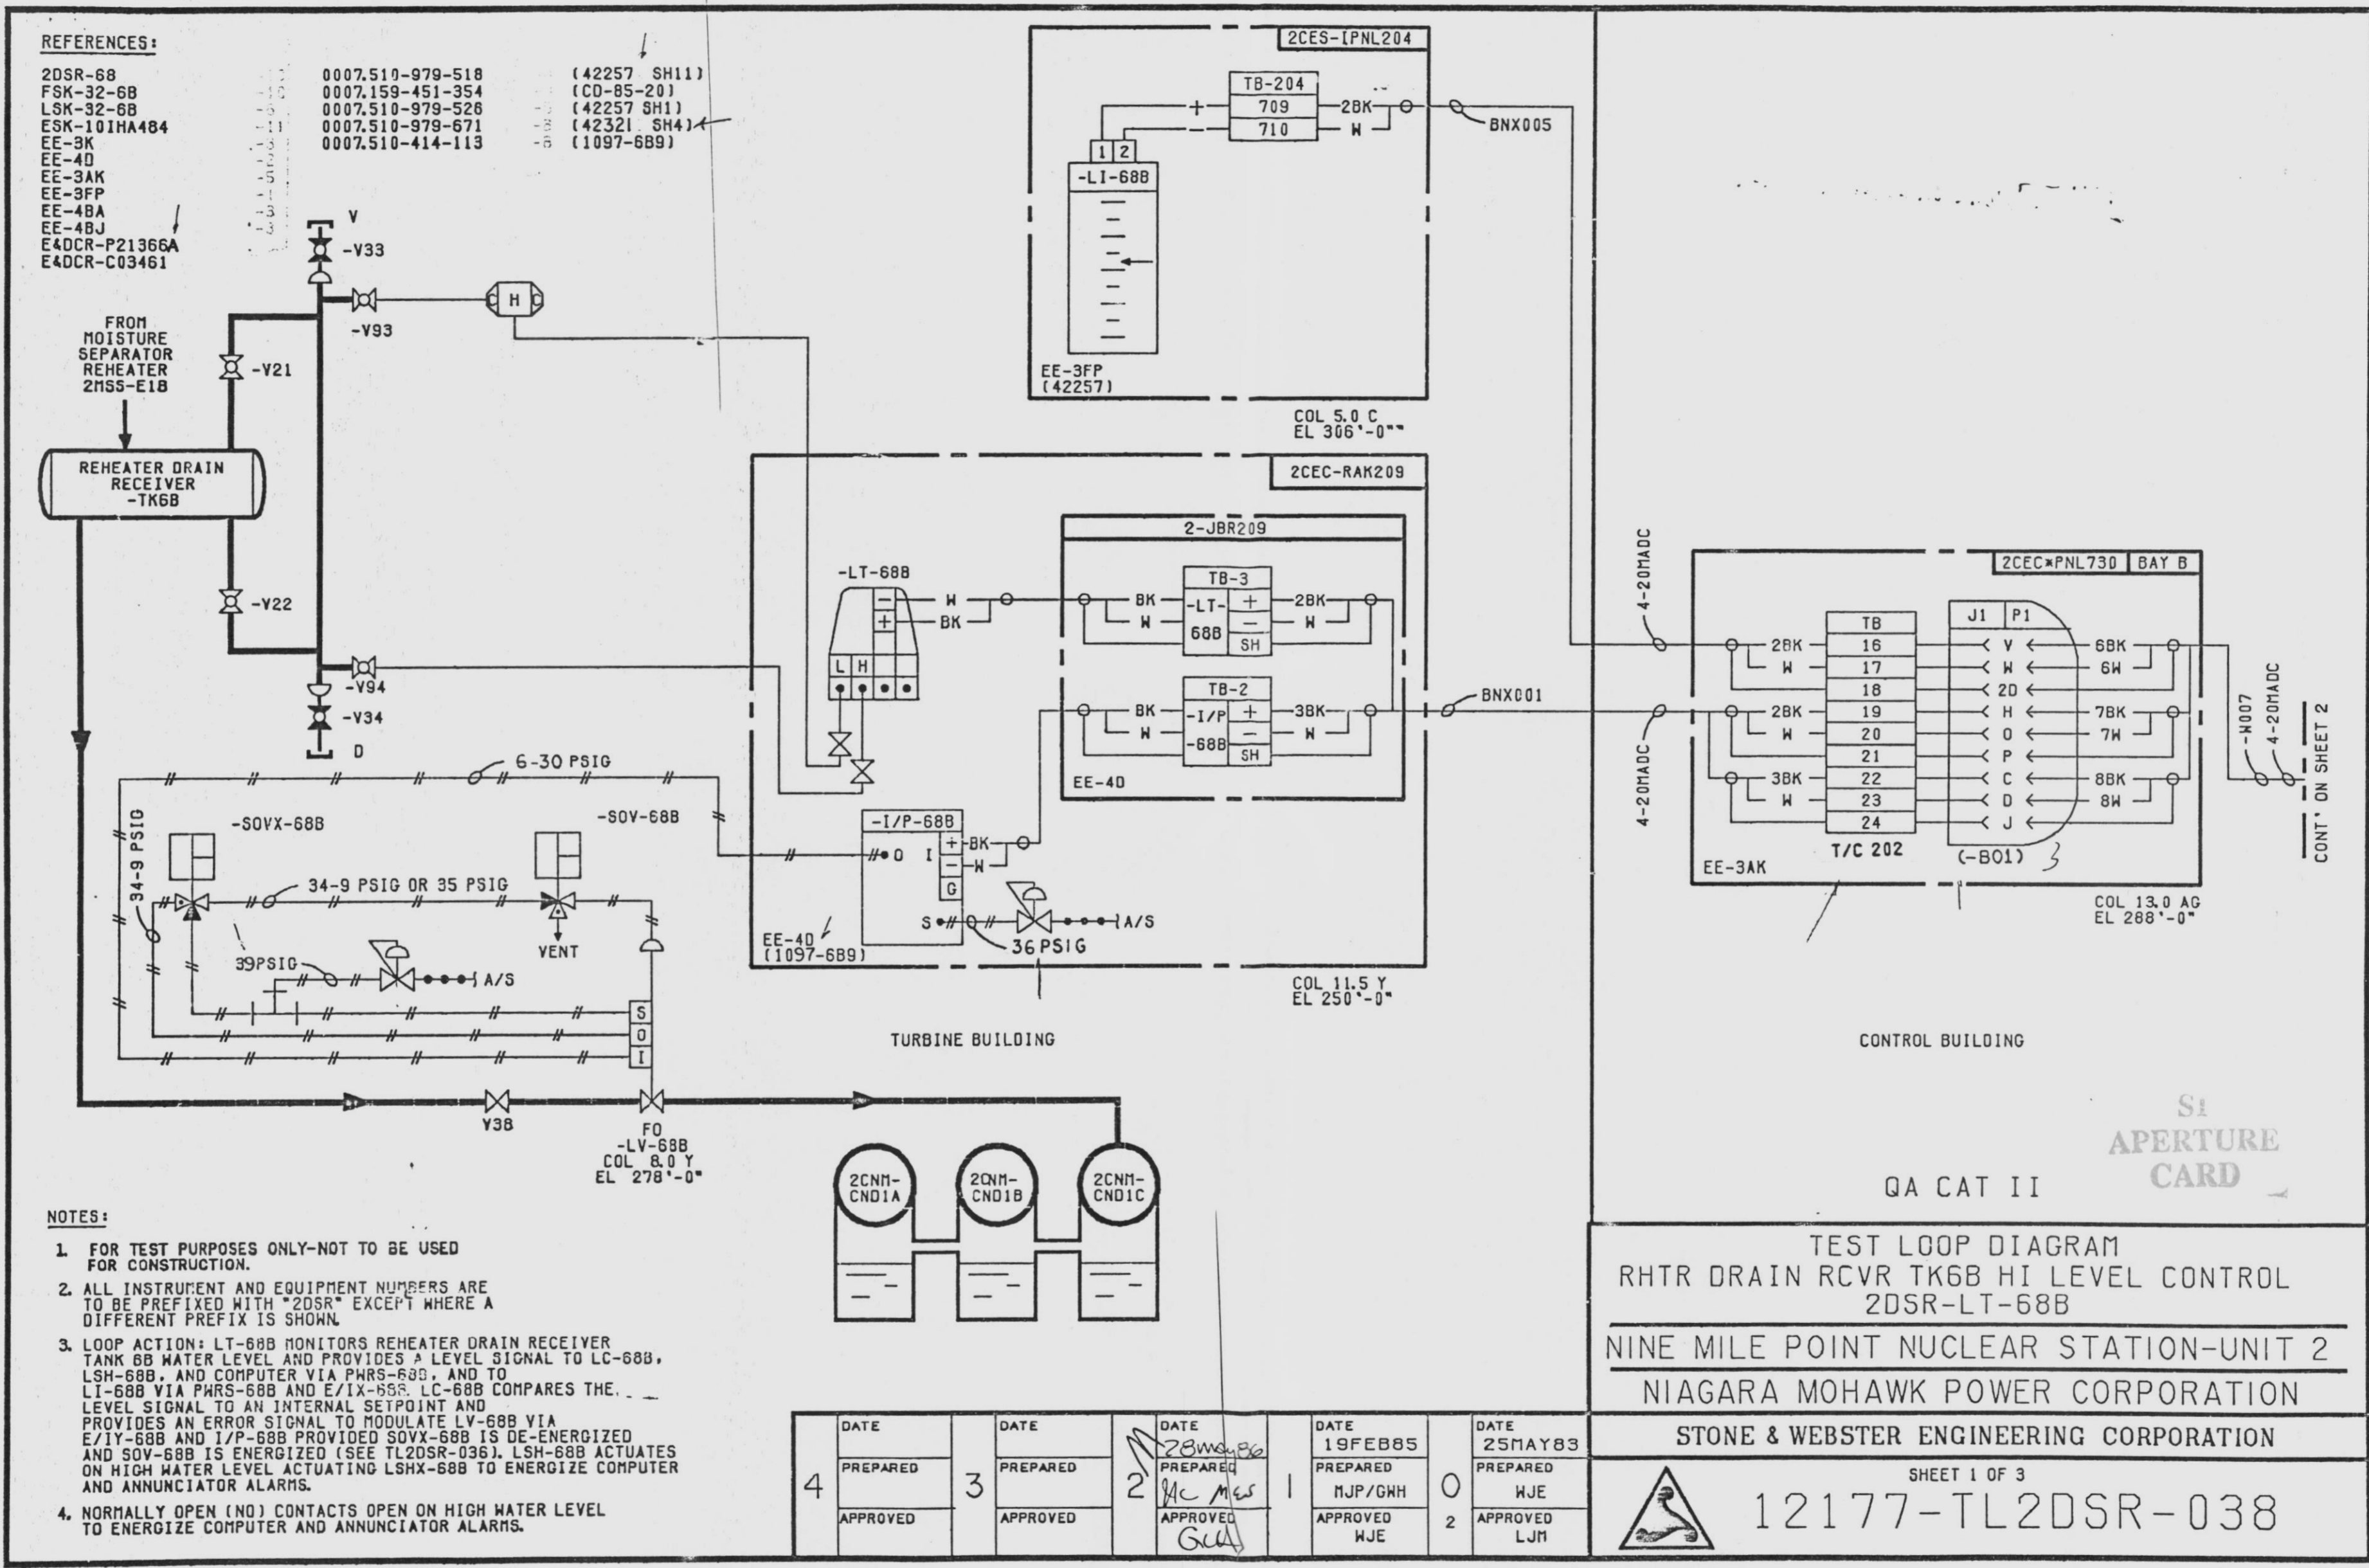 REFERENCES:
2DSR-68
FSK-32-6B
LSK-32-6B
ESK-10IHA484
EE-3K
EE-4D
EE-3AK
EE-3FP
EE-4BA
EE-4BJ
E&DCR-P21366A
E&DCR-C03461
0007.510-979-518 (42257 SH11)
0007.159-451-354 (CD-85-20)
0007.510-979-526 (42257 SH1)
0007.510-979-671 (42321 SH4)
0007.510-414-113 (1097-6B9)
V
-V33
-V93
H
C
C
FROM
MOISTURE
SEPARATOR
REHEATER
2MSS-E1B
-V21
REHEATER DRAIN
RECEIVER
-TK6B
-V22
-V94
-V34
D
2CES-IPNL204
TB-204
709
710
+
-
2BK
W
BNX005
1 2
-LI-68B
EE-3FP
(42257)
COL 5.0 C
EL 306'-0""
2CEC-RAK209
2-JBR209
-LT-68B
-
+
W
BK
L H
TB-3
BK
W
-LT-
68B
+
-
SH
2BK
W
TB-2
BK
W
-I/P
-68B
+
-
SH
3BK
W
EE-4D
BNX001
6-30 PSIG
34-9 PSIG
-SOVX-68B
-SOV-68B
34-9 PSIG OR 35 PSIG
VENT
39PSIG
A/S
S
O
I
-I/P-68B
O I
+
-
G
BK
W
S
A/S
36 PSIG
EE-4D
(1097-6B9)
COL 11.5 Y
EL 250'-0"
TURBINE BUILDING
4-20MADC
4-20MADC
2CEC*PNL730 BAY B
TB
J1 P1
2BK 16 V 6BK
W 17 W 6W
18 2D
2BK 19 H 7BK
W 20 O 7W
21 P
3BK 22 C 8BK
W 23 D 8W
24 J
T/C 202
(-B01)
3
EE-3AK
COL 13.0 AG
EL 288'-0"
-W007
4-20MADC
CONT' ON SHEET 2
CONTROL BUILDING
V38
FO
-LV-68B
COL 8.0 Y
EL 278'-0"
2CNM-
CND1A
2CNM-
CND1B
2CNM-
CND1C
S1
APERTURE
CARD
QA CAT II
NOTES:
1. FOR TEST PURPOSES ONLY-NOT TO BE USED
FOR CONSTRUCTION.
2. ALL INSTRUMENT AND EQUIPMENT NUMBERS ARE
TO BE PREFIXED WITH "2DSR" EXCEPT WHERE A
DIFFERENT PREFIX IS SHOWN.
3. LOOP ACTION: LT-68B MONITORS REHEATER DRAIN RECEIVER
TANK 6B WATER LEVEL AND PROVIDES A LEVEL SIGNAL TO LC-68B,
LSH-68B, AND COMPUTER VIA PWRS-68B, AND TO
LI-68B VIA PWRS-68B AND E/IX-68B. LC-68B COMPARES THE
LEVEL SIGNAL TO AN INTERNAL SETPOINT AND
PROVIDES AN ERROR SIGNAL TO MODULATE LV-68B VIA
E/IY-68B AND I/P-68B PROVIDED SOVX-68B IS DE-ENERGIZED
AND SOV-68B IS ENERGIZED (SEE TL2DSR-036). LSH-68B ACTUATES
ON HIGH WATER LEVEL ACTUATING LSHX-68B TO ENERGIZE COMPUTER
AND ANNUNCIATOR ALARMS.
4. NORMALLY OPEN (NO) CONTACTS OPEN ON HIGH WATER LEVEL
TO ENERGIZE COMPUTER AND ANNUNCIATOR ALARMS.
TEST LOOP DIAGRAM
RHTR DRAIN RCVR TK6B HI LEVEL CONTROL
2DSR-LT-68B
NINE MILE POINT NUCLEAR STATION-UNIT 2
NIAGARA MOHAWK POWER CORPORATION
STONE & WEBSTER ENGINEERING CORPORATION
SHEET 1 OF 3
12177-TL2DSR-038
4 DATE
PREPARED
APPROVED
3 DATE
PREPARED
APPROVED
2 DATE
28may86
PREPARED
APPROVED
1 DATE
19FEB85
PREPARED
MJP/GWH
APPROVED
WJE
0
2
DATE
25MAY83
PREPARED
WJE
APPROVED
LJM